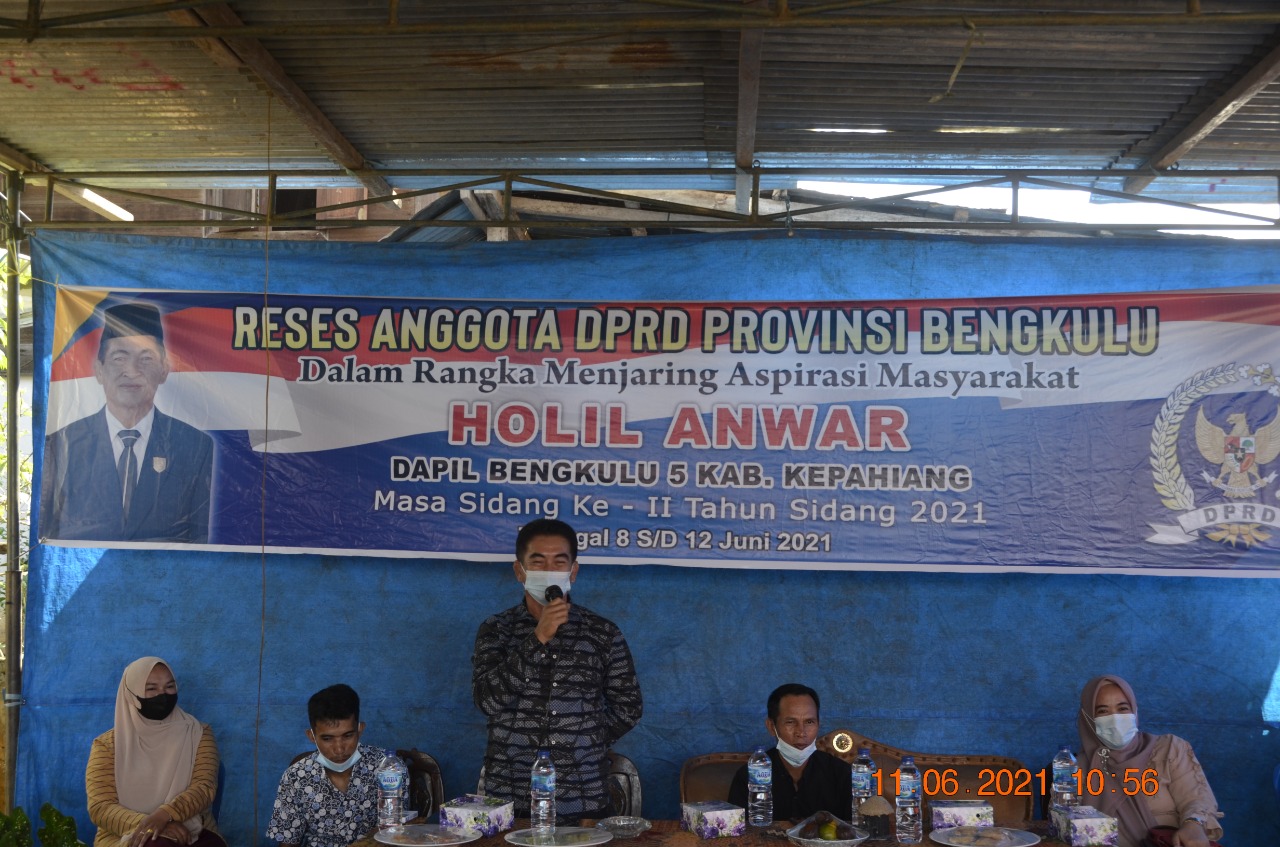 RESES ANGGOTA DPRD PROVINSI BENGKULU
Dalam Rangka Menjaring Aspirasi Masyarakat
HOLIL ANWAR
DAPIL BENGKULU 5 KAB. KEPAHIANG
Masa Sidang Ke - II Tahun Sidang 2021
gal 8 S/D 12 Juni 2021
DPRD
11.06.2021 10:56